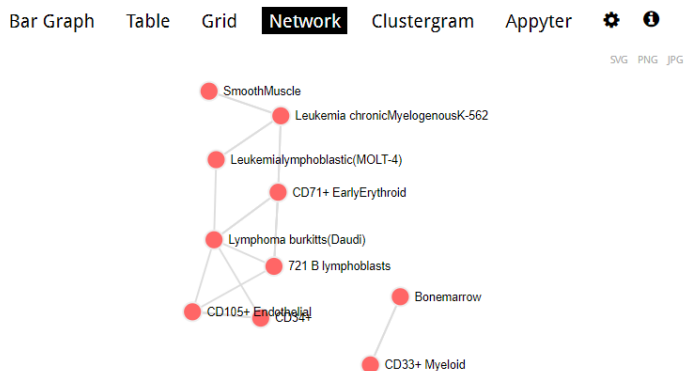 Bar Graph Table Grid Network Clustergram Appyter
SVG PNG JPG
SmoothMuscle
Leukemia chronicMyelogenousK-562
Leukemialymphoblastic(MOLT-4)
CD71+ EarlyErythroid
Lymphoma burkitts(Daudi)
721 B lymphoblasts
Bonemarrow
CD105+ Endothelial
CD34+
CD33+ Myeloid